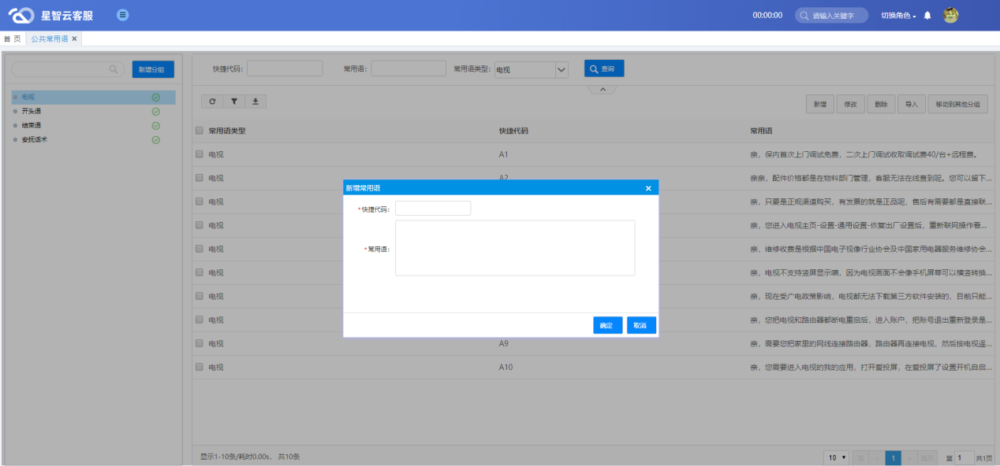 星智云客服
00:00:00
请输入关键字
切换角色
首 页
公共常用语
新增分组
电视
开头语
结束语
安抚话术
快捷代码:
常用语:
常用语类型: 电视
查询
新增 修改 删除 导入 移动到其他分组
常用语类型 快捷代码 常用语
电视 A1 亲，保内首次上门调试免费，二次上门调试收取调试费40/台+远程费。
电视 A2 亲亲，配件价格都是在物料部门管理，客服无法在线查到呢。您可以留下...
电视 亲，只要是正规渠道购买，有发票的就是正品呢，售后有需要都是直接联...
电视 亲，您进入电视主页-设置-通用设置-恢复出厂设置后，重新联网操作看...
电视 亲，维修收费是根据中国电子视像行业协会及中国家用电器服务维修协会...
电视 亲，电视不支持竖屏显示噢，因为电视画面不会像手机屏幕可以横竖转换...
电视 亲，现在受广电政策影响，电视都无法下载第三方软件安装的，目前只能...
电视 亲，您把电视和路由器都断电重启后，进入账户，把账号退出重新登录是...
电视 A9 亲，需要您把家里的网线连接路由器，路由器再连接电视，然后按电视遥...
电视 A10 亲，您需要进入电视的我的应用，打开爱投屏，在爱投屏了设置开机自启...
新增常用语
*快捷代码:
*常用语:
确定 取消
显示1-10条/耗时0.00s， 共10条
10 1 第 1 共1页